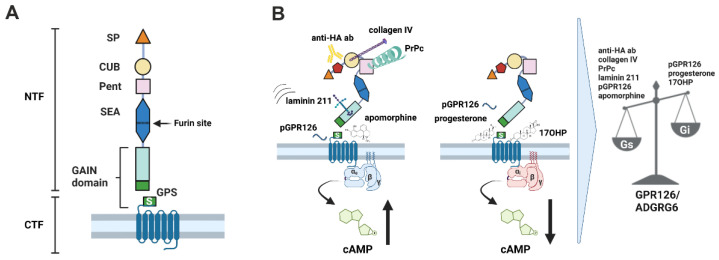 A
SP
CUB
NTF
Pent
SEA
Furin site
GAIN
domain
GPS
S
CTF
B
anti-HA ab
collagen IV
PrPc
laminin 211
apomorphine
pGPR126
S
αs
β
γ
cAMP
pGPR126
progesterone
17OHP
S
αi
β
γ
cAMP
anti-HA ab
collagen IV
PrPc
laminin 211
pGPR126
apomorphine
pGPR126
progesterone
17OHP
Gs
Gi
GPR126/
ADGRG6